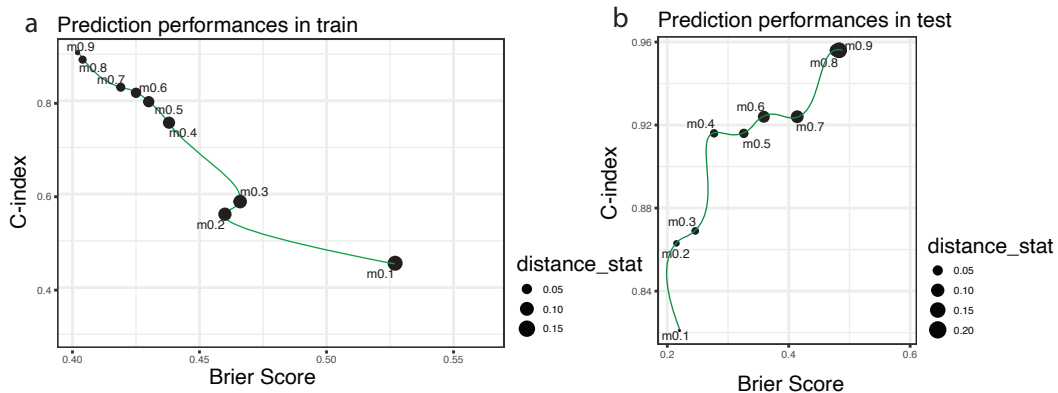 a Prediction performances in train
m0.9
m0.8
m0.7
m0.6
m0.5
m0.4
m0.3
m0.2
m0.1
0.8
0.6
0.4
C-index
0.40 0.45 0.50 0.55
Brier Score
distance_stat
0.05
0.10
0.15
b Prediction performances in test
m0.9
m0.8
m0.6
m0.7
m0.4
m0.5
m0.3
m0.2
m0.1
0.96
0.92
0.88
0.84
C-index
0.2 0.4 0.6
Brier Score
distance_stat
0.05
0.10
0.15
0.20